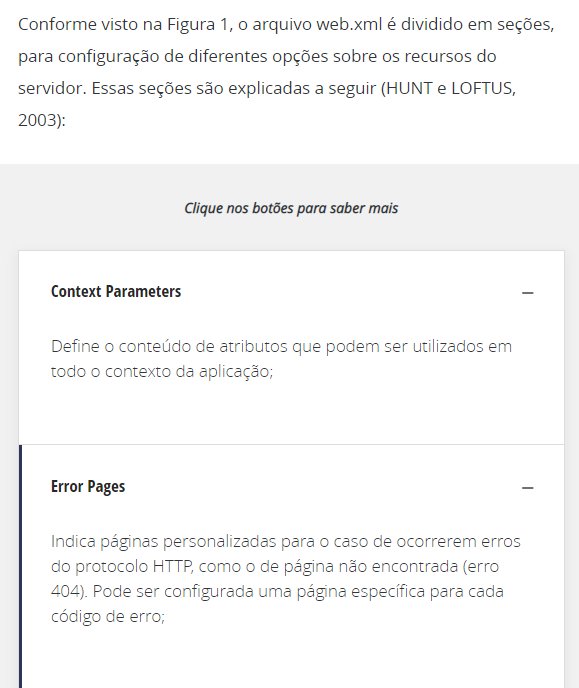 Conforme visto na Figura 1, o arquivo web.xml é dividido em seções,
para configuração de diferentes opções sobre os recursos do
servidor. Essas seções são explicadas a seguir (HUNT e LOFTUS,
2003):
Clique nos botões para saber mais
Context Parameters
Define o conteúdo de atributos que podem ser utilizados em
todo o contexto da aplicação;
Error Pages
Indica páginas personalizadas para o caso de ocorrerem erros
do protocolo HTTP, como o de página não encontrada (erro
404). Pode ser configurada uma página específica para cada
código de erro;